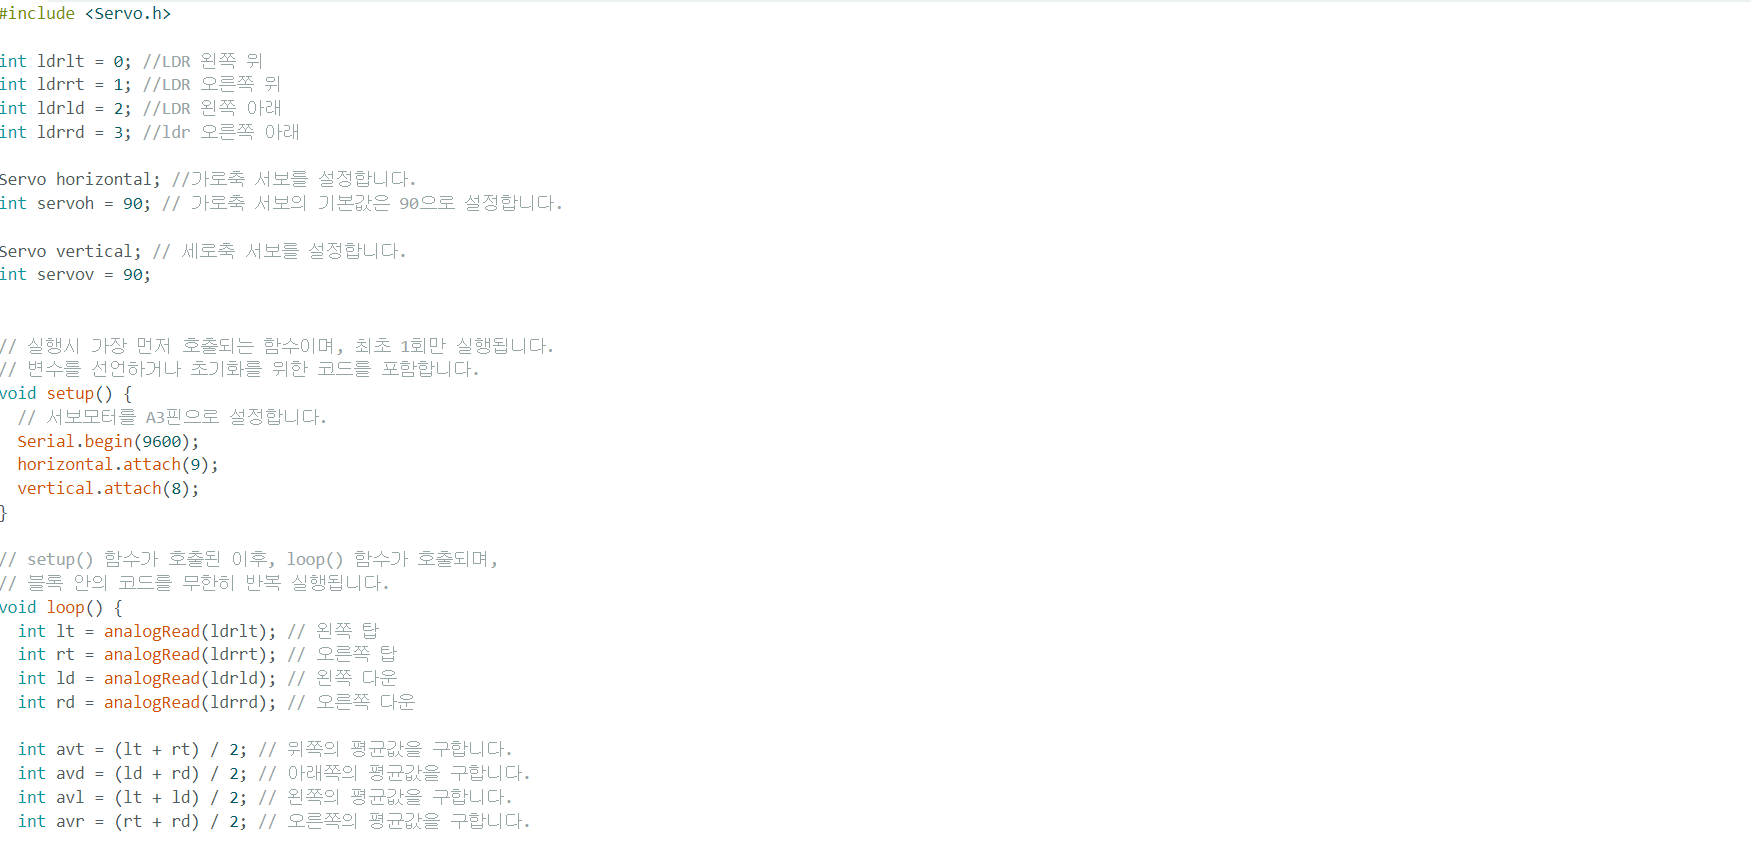 #include <Servo.h>
int ldrlt = 0; //LDR 왼쪽 위
int ldrrt = 1; //LDR 오른쪽 위
int ldrld = 2; //LDR 왼쪽 아래
int ldrrd = 3; //ldr 오른쪽 아래
Servo horizontal; //가로축 서보를 설정합니다.
int servoh = 90; // 가로축 서보의 기본값은 90으로 설정합니다.
Servo vertical; // 세로축 서보를 설정합니다.
int servov = 90;
// 실행시 가장 먼저 호출되는 함수이며, 최초 1회만 실행됩니다.
// 변수를 선언하거나 초기화를 위한 코드를 포함합니다.
void setup() {
  // 서보모터를 A3핀으로 설정합니다.
  Serial.begin(9600);
  horizontal.attach(9);
  vertical.attach(8);
}
// setup() 함수가 호출된 이후, loop() 함수가 호출되며,
// 블록 안의 코드를 무한히 반복 실행됩니다.
void loop() {
  int lt = analogRead(ldrlt); // 왼쪽 탑
  int rt = analogRead(ldrrt); // 오른쪽 탑
  int ld = analogRead(ldrld); // 왼쪽 다운
  int rd = analogRead(ldrrd); // 오른쪽 다운
  int avt = (lt + rt) / 2; // 위쪽의 평균값을 구합니다.
  int avd = (ld + rd) / 2; // 아래쪽의 평균값을 구합니다.
  int avl = (lt + ld) / 2; // 왼쪽의 평균값을 구합니다.
  int avr = (rt + rd) / 2; // 오른쪽의 평균값을 구합니다.